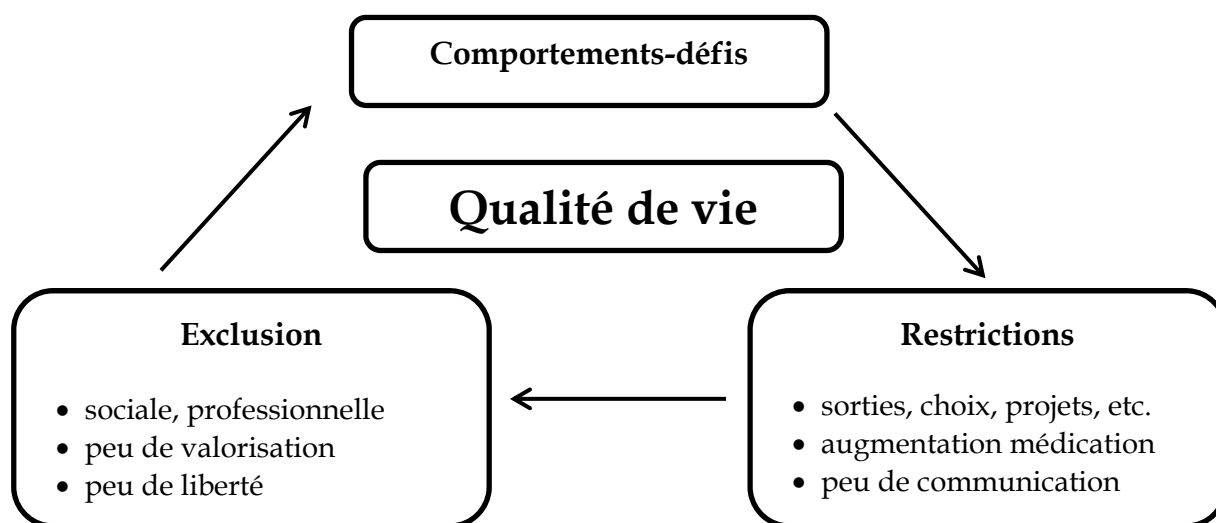 Comportements-défis
Qualité de vie
Exclusion
• sociale, professionnelle
• peu de valorisation
• peu de liberté
Restrictions
• sorties, choix, projets, etc.
• augmentation médication
• peu de communication